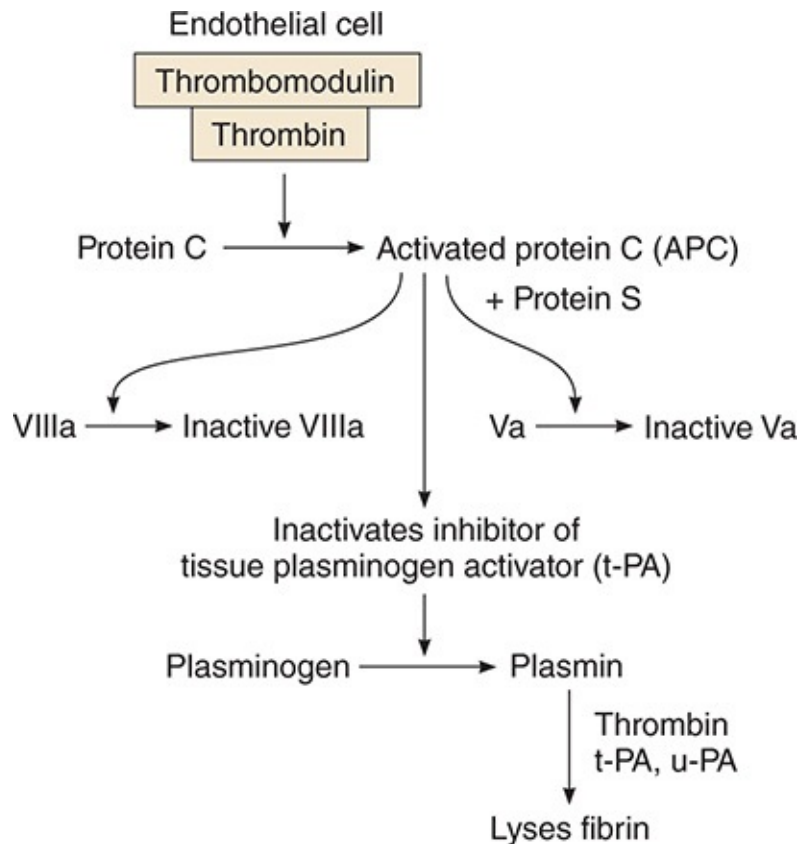 Endothelial cell
Thrombomodulin
Thrombin
Protein C
Activated protein C (APC)
+ Protein S
VIIIa
Inactive VIIIa
Va
Inactive Va
Inactivates inhibitor of
tissue plasminogen activator (t-PA)
Plasminogen
Plasmin
Thrombin
t-PA, u-PA
Lyses fibrin